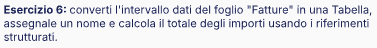 Esercizio 6: converti l'intervallo dati del foglio "Fatture" in una Tabella,
assegnale un nome e calcola il totale degli importi usando i riferimenti
strutturati.